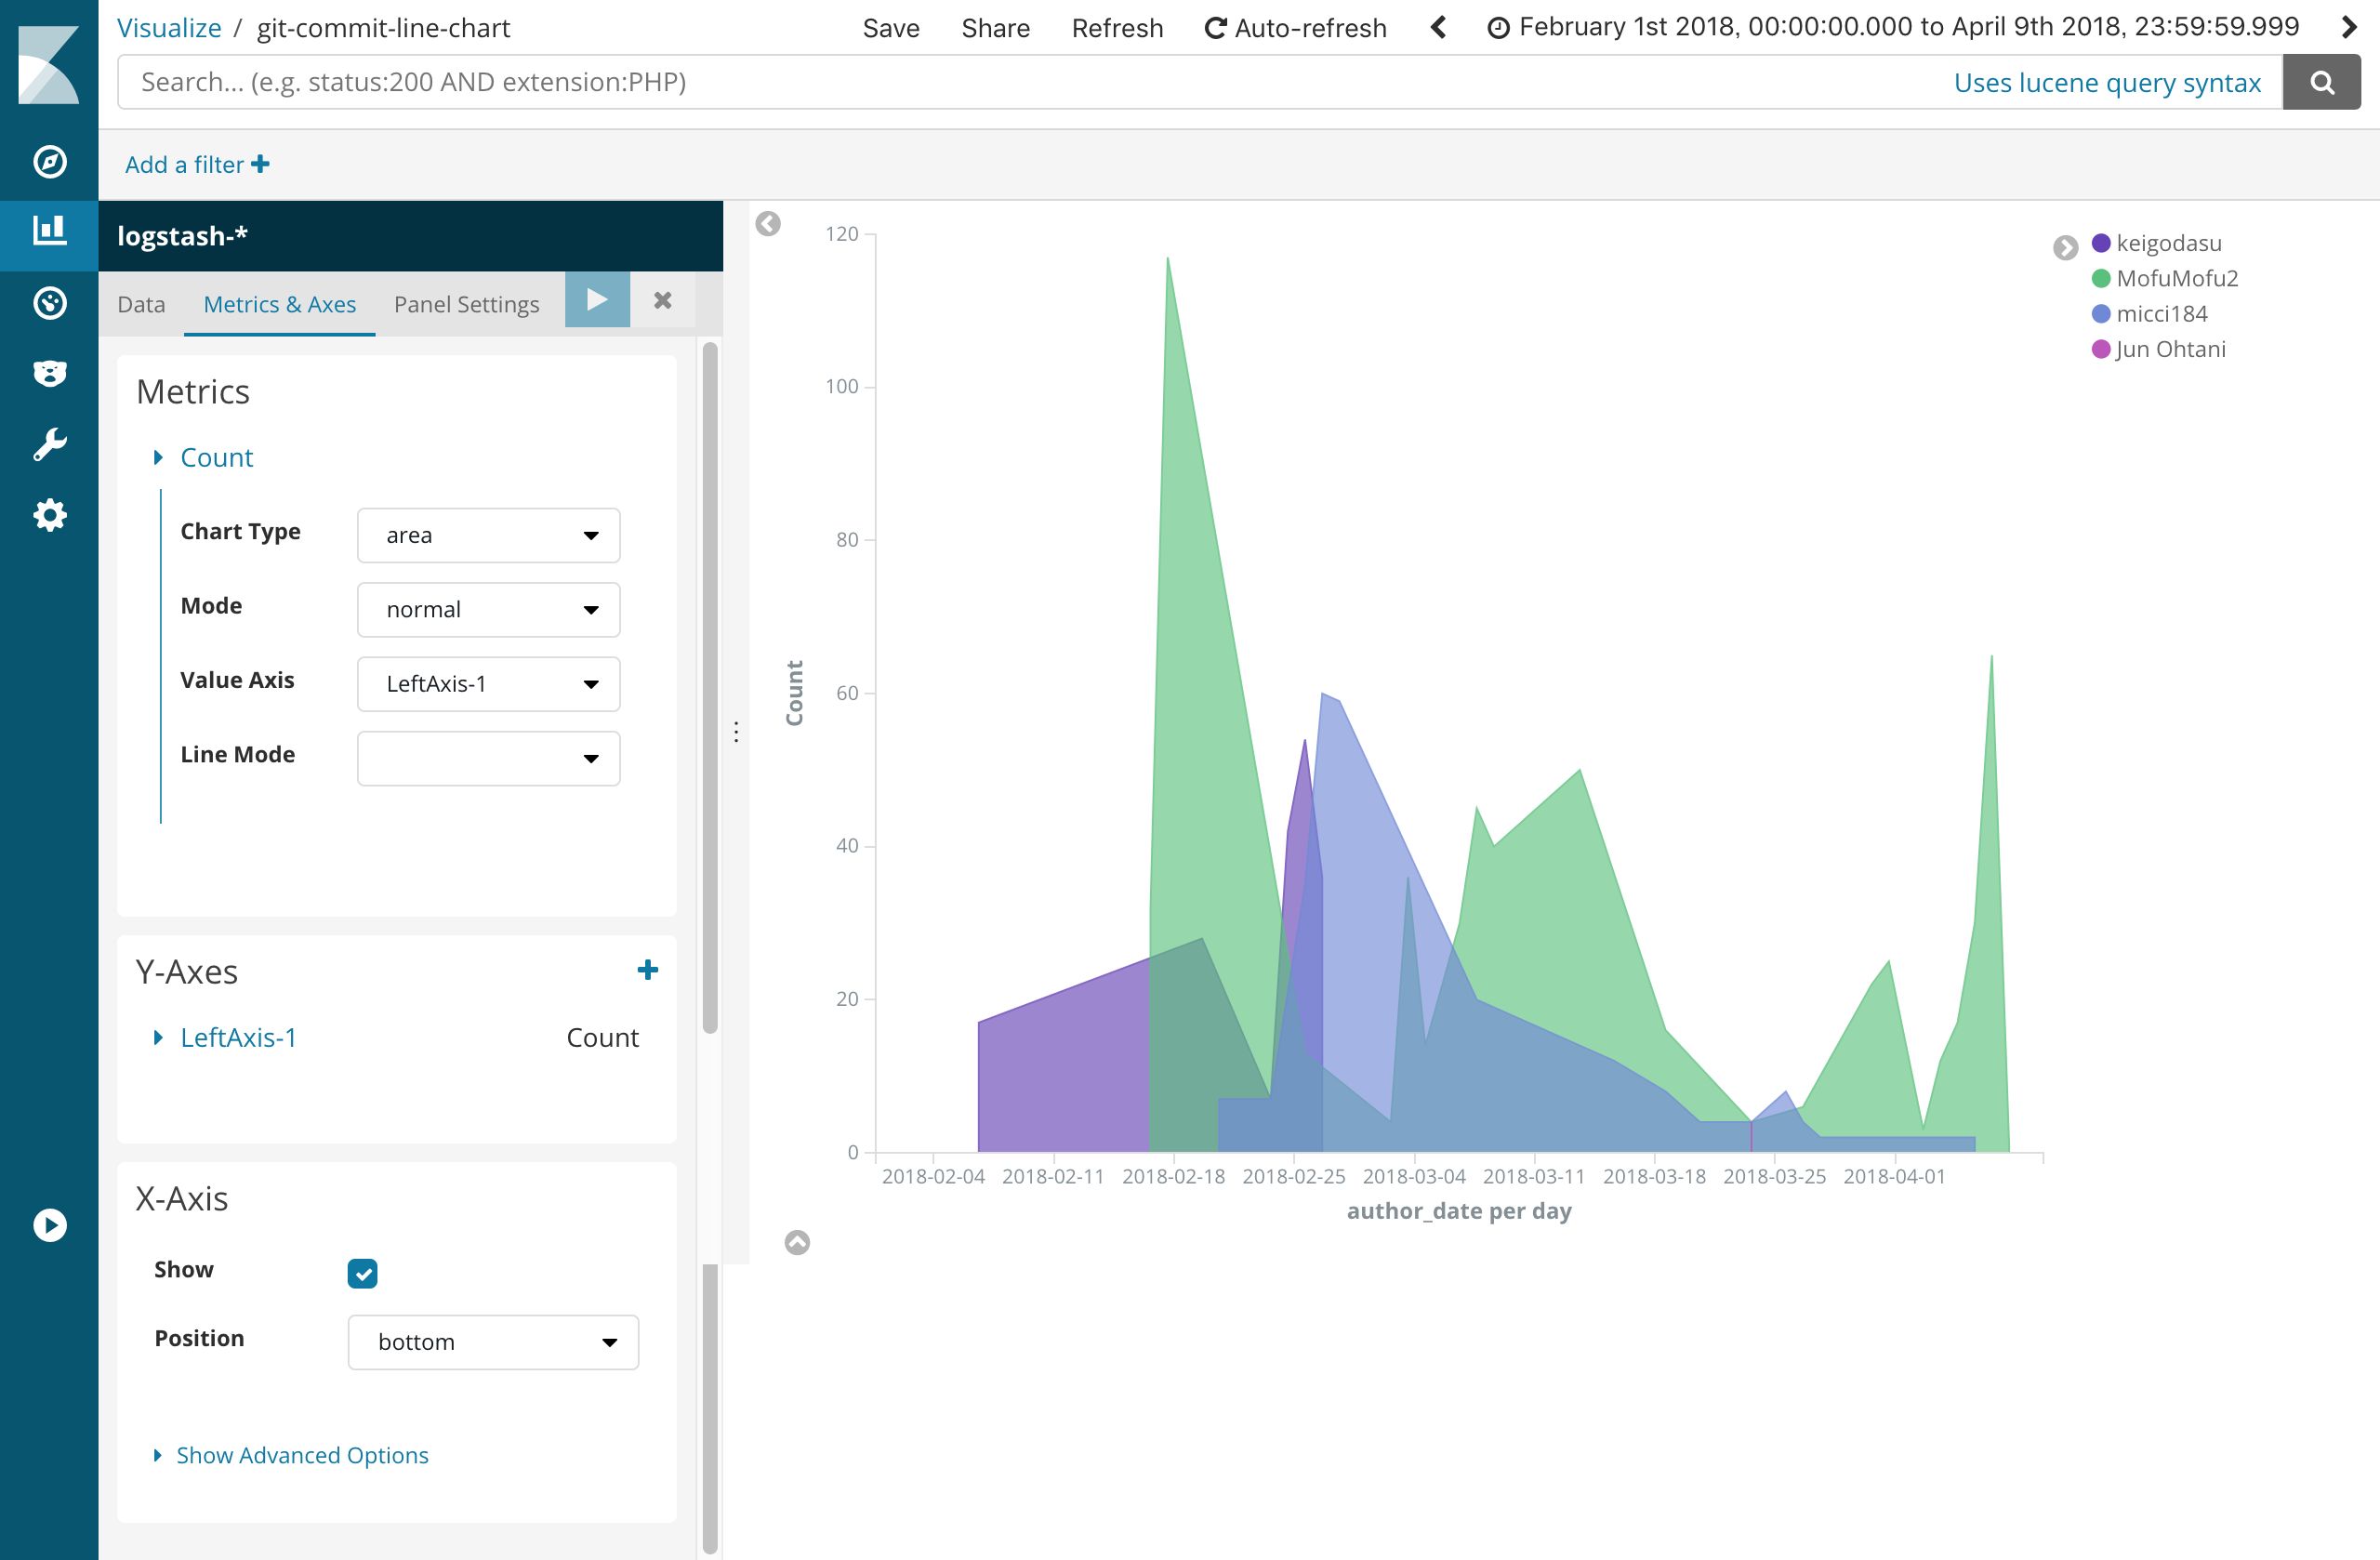 Visualize / git-commit-line-chart
Save Share Refresh Auto-refresh February 1st 2018, 00:00:00.000 to April 9th 2018, 23:59:59.999
Search... (e.g. status:200 AND extension:PHP) Uses lucene query syntax
Add a filter
logstash-*
Data Metrics & Axes Panel Settings
Metrics
Count
Chart Type area
Mode normal
Value Axis LeftAxis-1
Line Mode
Y-Axes
LeftAxis-1 Count
X-Axis
Show
Position bottom
Show Advanced Options
120
100
80
60
40
20
0
Count
2018-02-04 2018-02-11 2018-02-18 2018-02-25 2018-03-04 2018-03-11 2018-03-18 2018-03-25 2018-04-01
author_date per day
keigodasu
MofuMofu2
micci184
Jun Ohtani